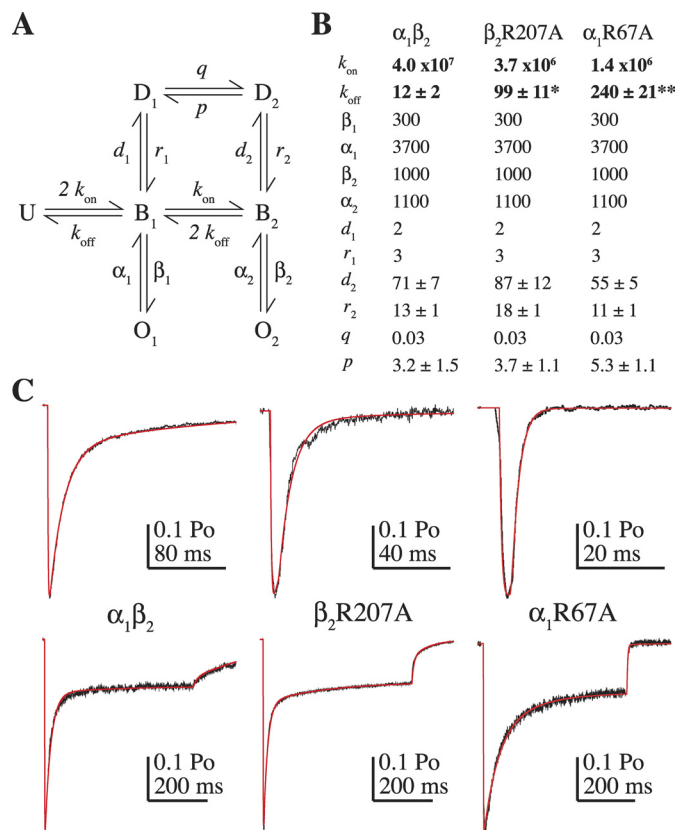 A
q
D₁ D₂
p
d₁ r₁ d₂ r₂
2 kon kon
U B₁ B₂
koff 2 koff
α₁ β₁ α₂ β₂
O₁ O₂
B
α₁β₂ β₂R207A α₁R67A
kon 4.0 x10⁷ 3.7 x10⁶ 1.4 x10⁶
koff 12 ± 2 99 ± 11* 240 ± 21**
β₁ 300 300 300
α₁ 3700 3700 3700
β₂ 1000 1000 1000
α₂ 1100 1100 1100
d₁ 2 2 2
r₁ 3 3 3
d₂ 71 ± 7 87 ± 12 55 ± 5
r₂ 13 ± 1 18 ± 1 11 ± 1
q 0.03 0.03 0.03
p 3.2 ± 1.5 3.7 ± 1.1 5.3 ± 1.1
C
0.1 Po
80 ms
0.1 Po
40 ms
0.1 Po
20 ms
α₁β₂ β₂R207A α₁R67A
0.1 Po
200 ms
0.1 Po
200 ms
0.1 Po
200 ms